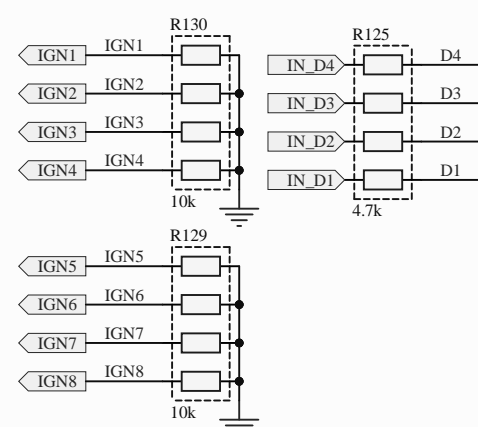 R130
IGN1 IGN1
IGN2 IGN2
IGN3 IGN3
IGN4 IGN4
10k
R125
IN_D4 D4
IN_D3 D3
IN_D2 D2
IN_D1 D1
4.7k
R129
IGN5 IGN5
IGN6 IGN6
IGN7 IGN7
IGN8 IGN8
10k